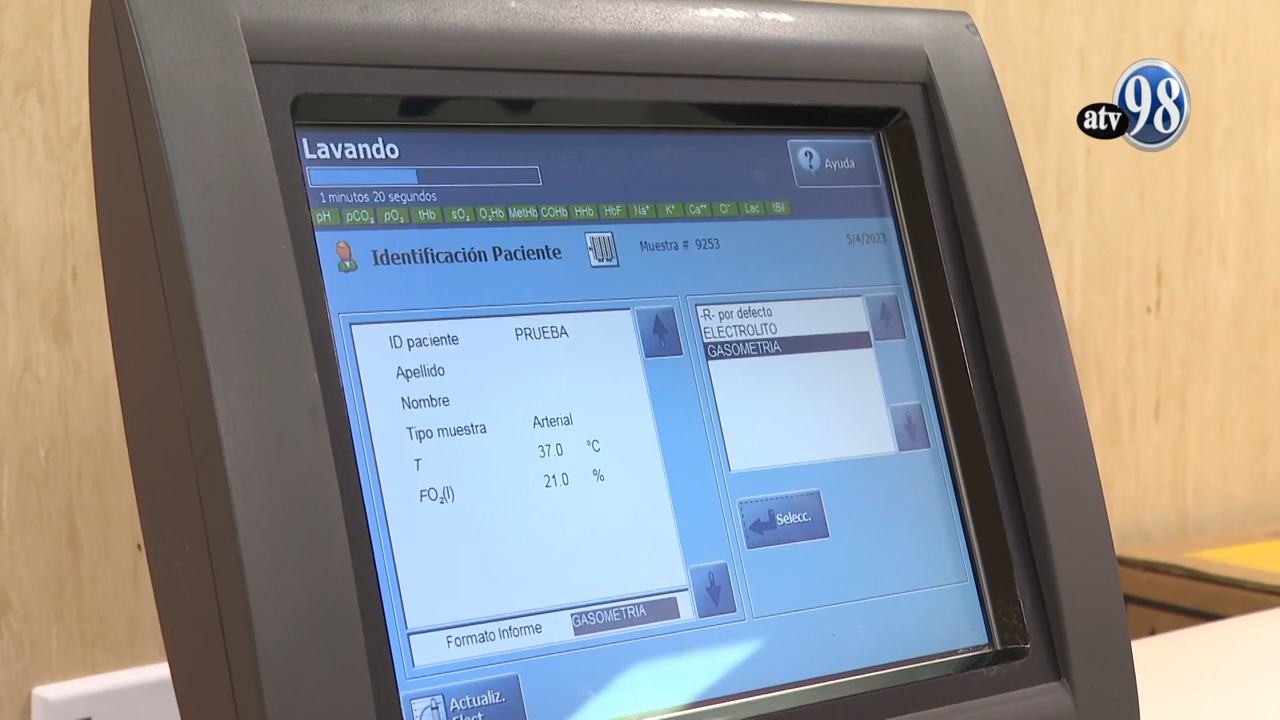 atv 98
Lavando
Ayuda
1 minutos 20 segundos
pH pCO₂ pO₂ tHb sO₂ O₂Hb MetHb COHb HHb HbF Na⁺ K⁺ Ca⁺⁺ Cl⁻ Lac tBil
Identificación Paciente
Muestra # 9253
5/4/2023
ID paciente PRUEBA
Apellido
Nombre
Tipo muestra Arterial
T 37.0 °C
FO₂(I) 21.0 %
Formato Informe GASOMETRIA
-R- por defecto
ELECTROLITO
GASOMETRIA
Selecc.
Actualiz.